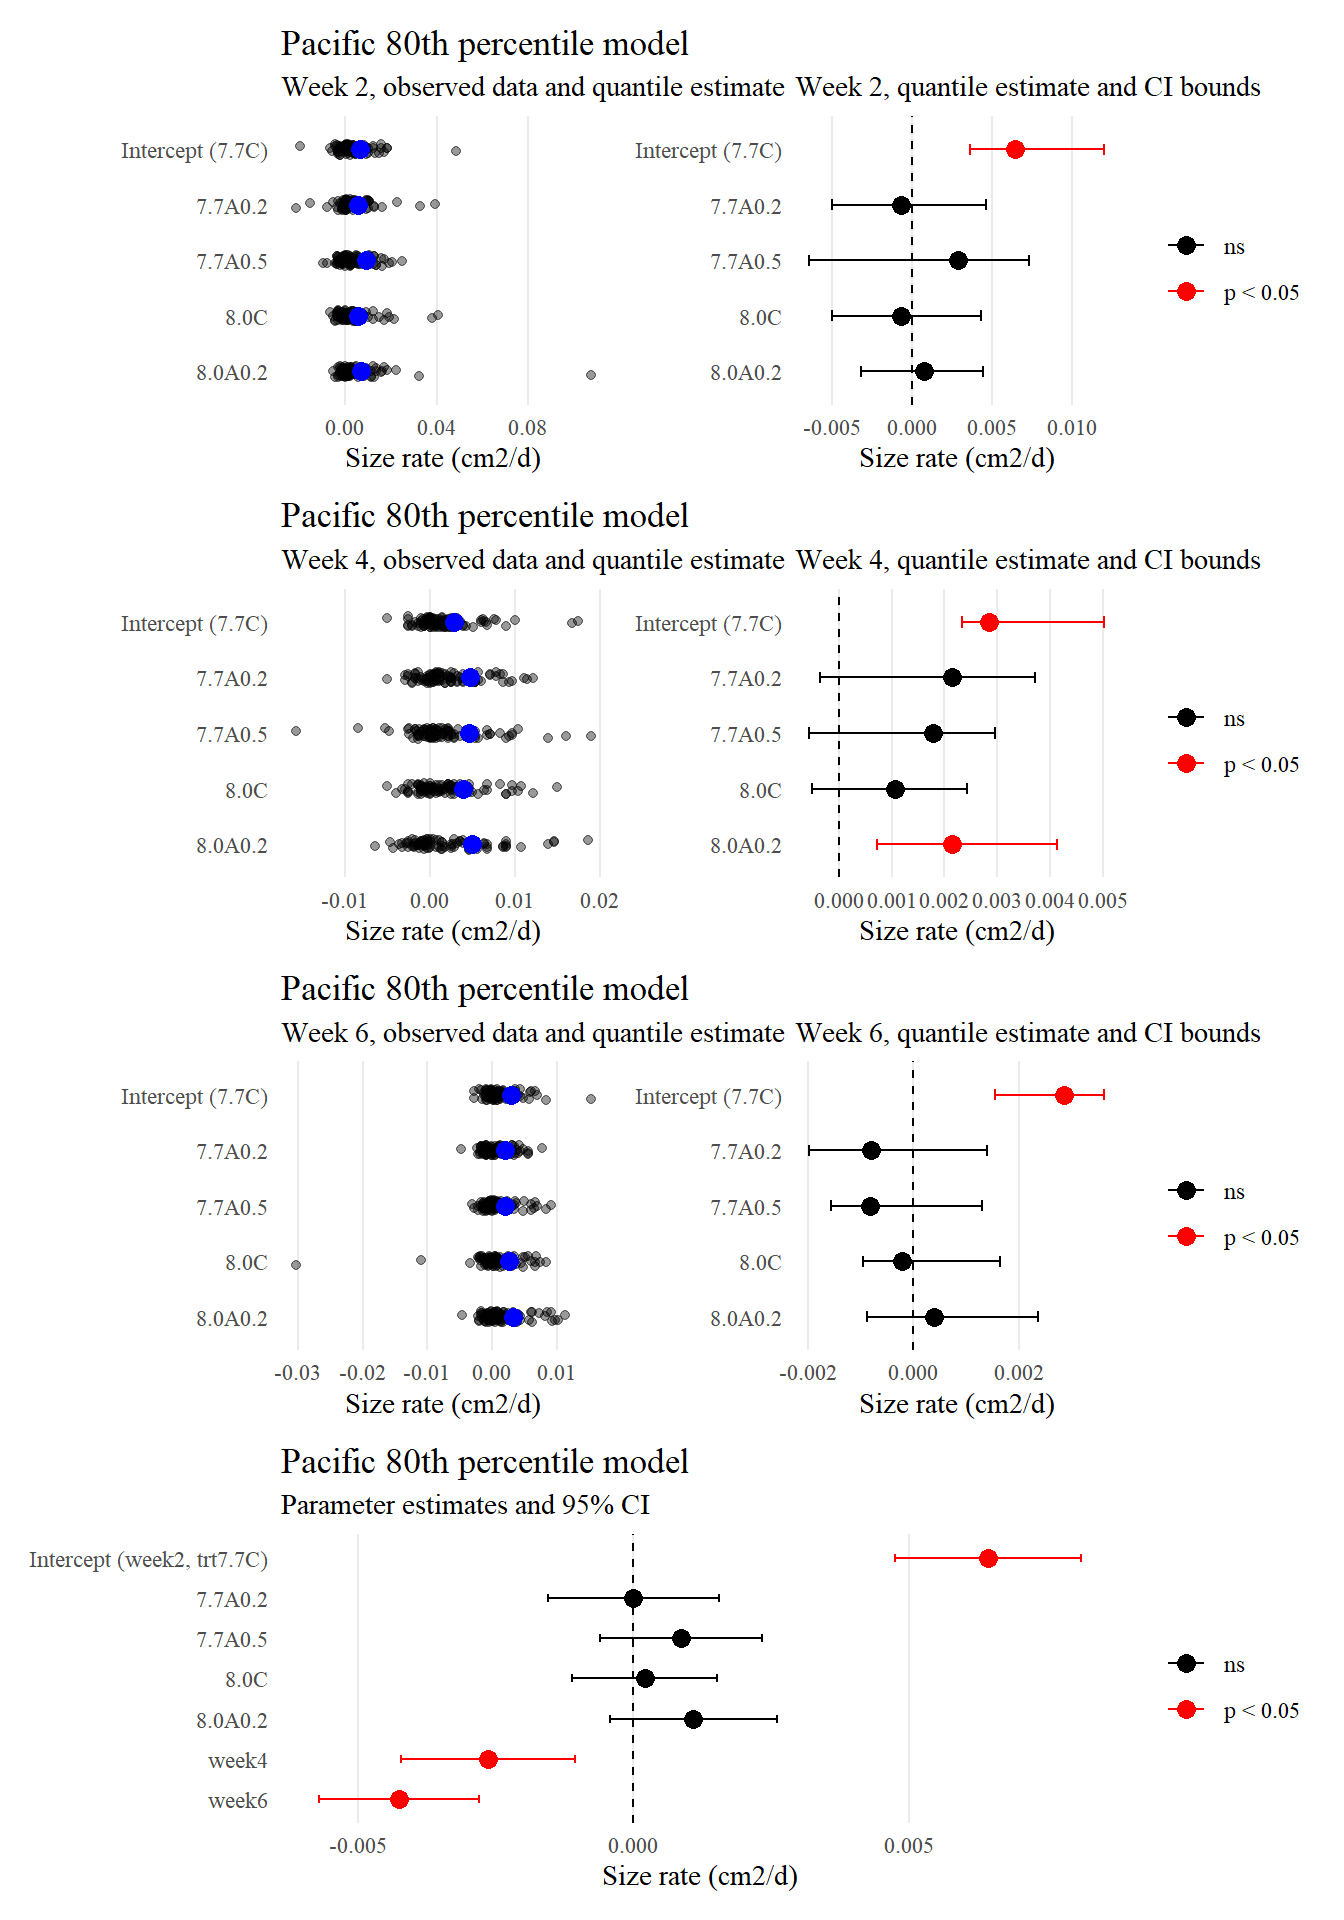 Pacific 80th percentile model
Week 2, observed data and quantile estimate
Week 2, quantile estimate and CI bounds
Intercept (7.7C)
7.7A0.2
7.7A0.5
8.0C
8.0A0.2
0.00 0.04 0.08
Size rate (cm2/d)
Intercept (7.7C)
7.7A0.2
7.7A0.5
8.0C
8.0A0.2
-0.005 0.000 0.005 0.010
Size rate (cm2/d)
ns
p < 0.05
Pacific 80th percentile model
Week 4, observed data and quantile estimate
Week 4, quantile estimate and CI bounds
Intercept (7.7C)
7.7A0.2
7.7A0.5
8.0C
8.0A0.2
-0.01 0.00 0.01 0.02
Size rate (cm2/d)
Intercept (7.7C)
7.7A0.2
7.7A0.5
8.0C
8.0A0.2
0.000 0.001 0.002 0.003 0.004 0.005
Size rate (cm2/d)
ns
p < 0.05
Pacific 80th percentile model
Week 6, observed data and quantile estimate
Week 6, quantile estimate and CI bounds
Intercept (7.7C)
7.7A0.2
7.7A0.5
8.0C
8.0A0.2
-0.03 -0.02 -0.01 0.00 0.01
Size rate (cm2/d)
Intercept (7.7C)
7.7A0.2
7.7A0.5
8.0C
8.0A0.2
-0.002 0.000 0.002
Size rate (cm2/d)
ns
p < 0.05
Pacific 80th percentile model
Parameter estimates and 95% CI
Intercept (week2, trt7.7C)
7.7A0.2
7.7A0.5
8.0C
8.0A0.2
week4
week6
-0.005 0.000 0.005
Size rate (cm2/d)
ns
p < 0.05